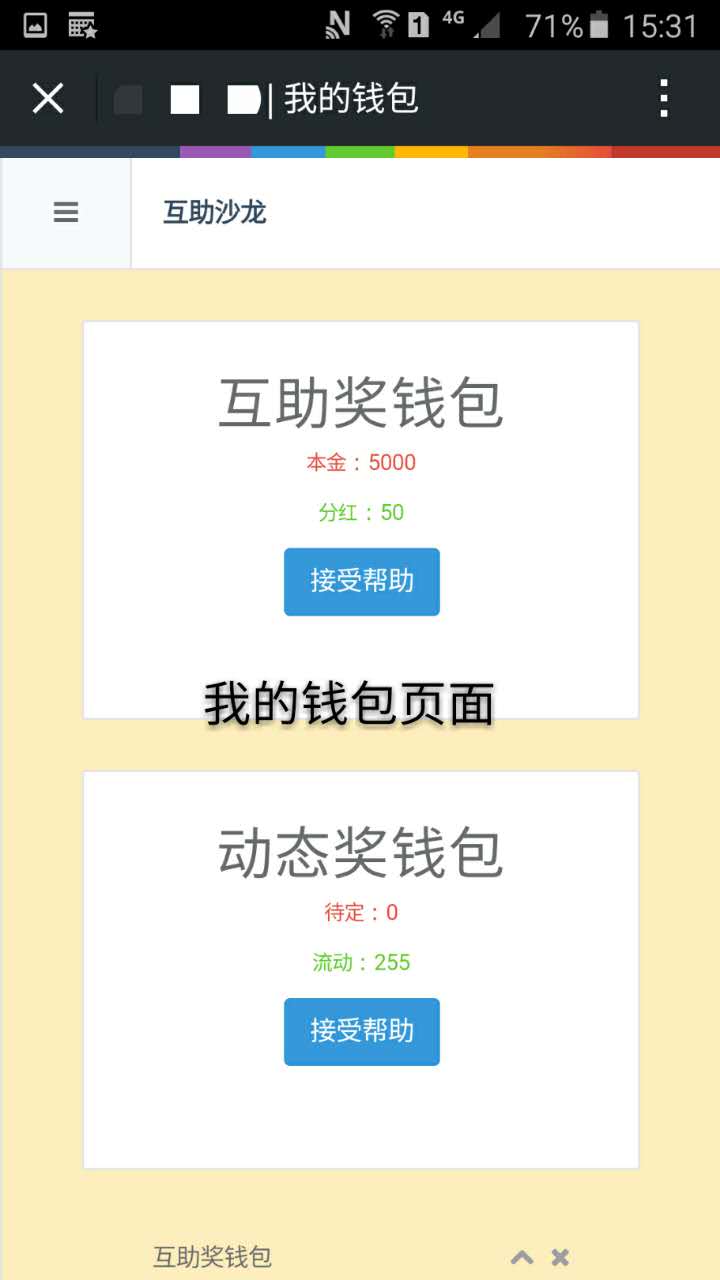 4G 71% 15:31
| 我的钱包
互助沙龙
互助奖钱包
本金：5000
分红：50
接受帮助
我的钱包页面
动态奖钱包
待定：0
流动：255
接受帮助
互助奖钱包